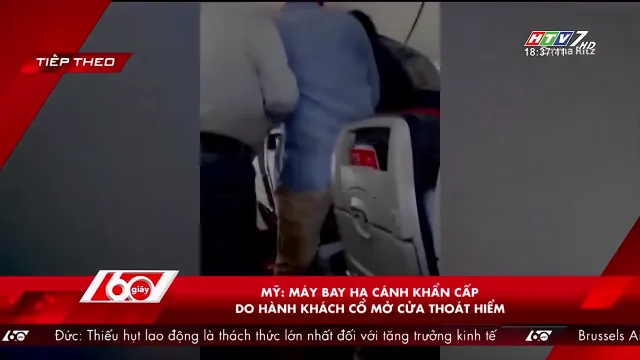 TIẾP THEO
HTV7 HD
18:37:11
60 giây
MỸ: MÁY BAY HẠ CÁNH KHẨN CẤP
DO HÀNH KHÁCH CỐ MỞ CỬA THOÁT HIỂM
60 Đức: Thiếu hụt lao động là thách thức lớn nhất đối với tăng trưởng kinh tế 60 Brussels A